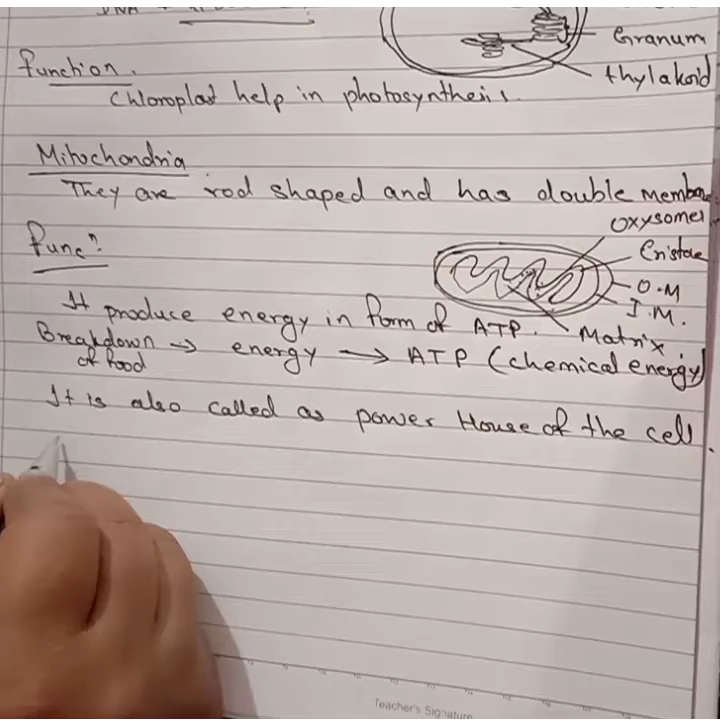 Granum
thylakoid
function.
Chloroplast help in photosynthesis.
Mitochondria
They are rod shaped and has double membrane
oxysomes
Func?
Cristae
O.M
I.M.
It produce energy in form of ATP.
Matrix
Breakdown → energy → ATP (chemical energy)
of food
It is also called as power House of the cell.
Teacher's Signature